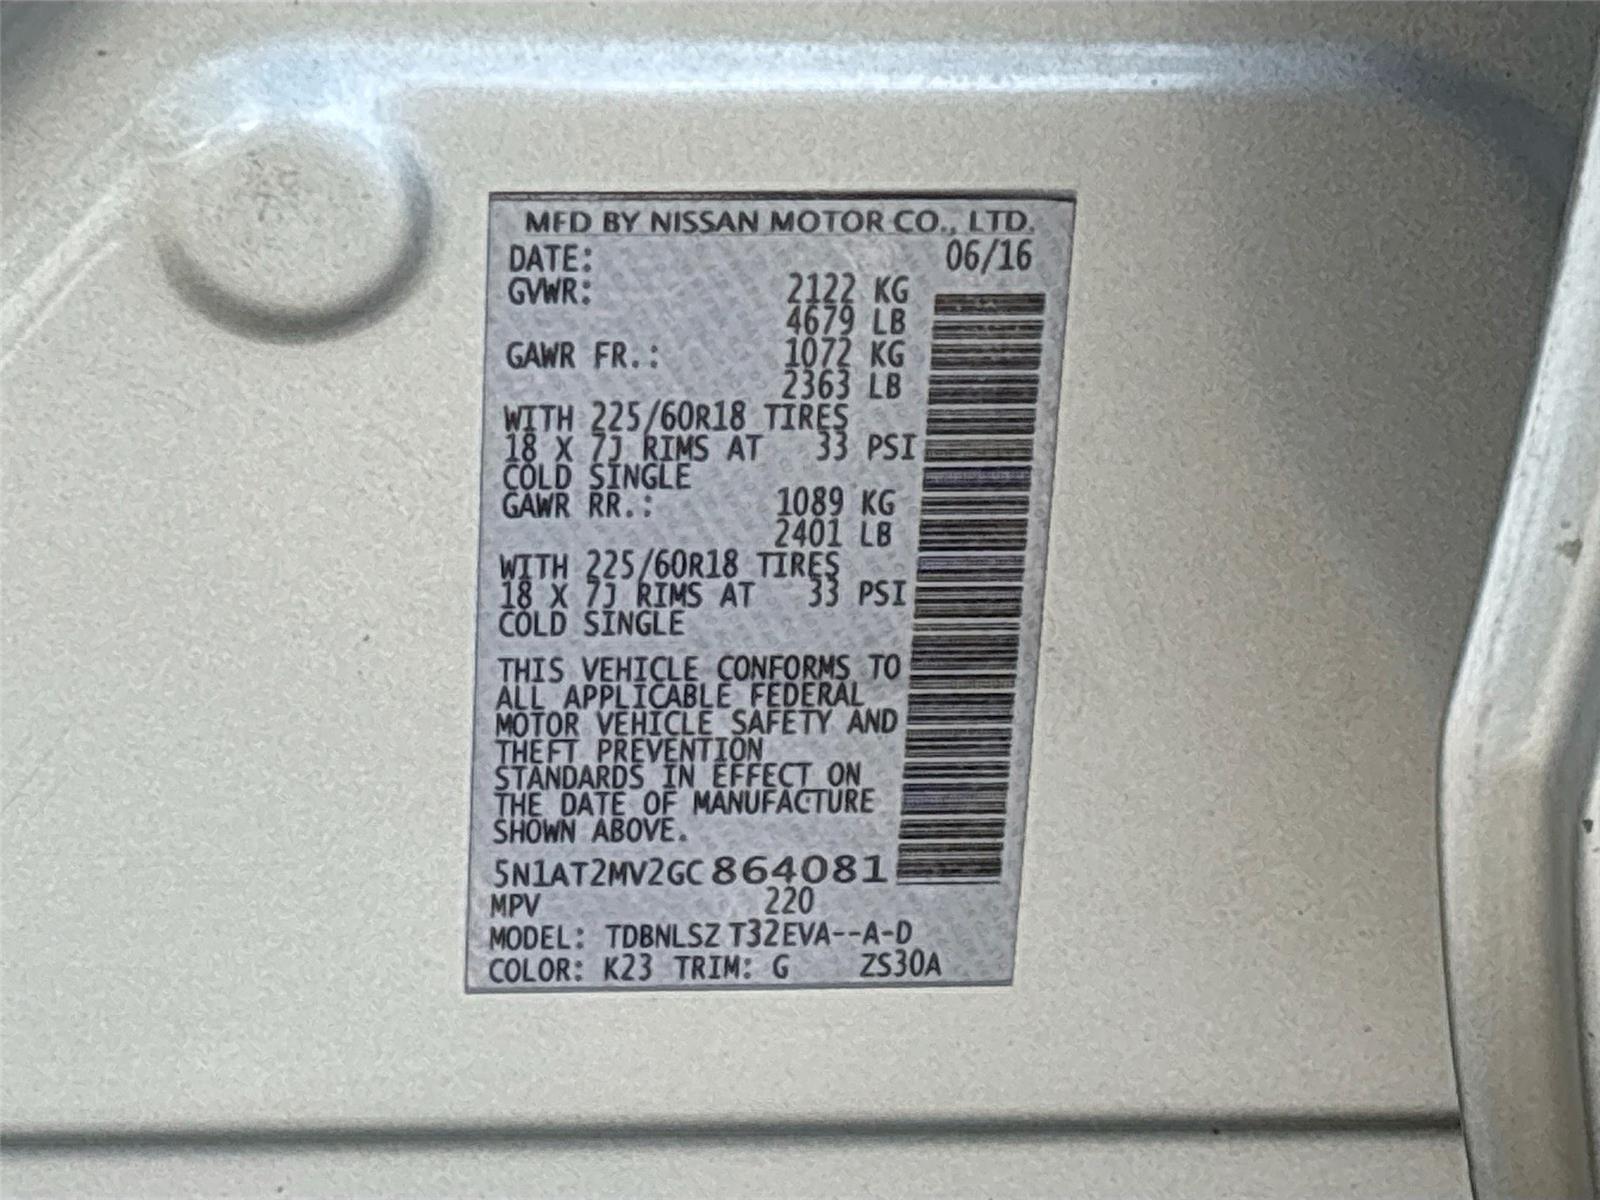 MFD BY NISSAN MOTOR CO., LTD.
DATE: 06/16
GVWR: 2122 KG
4679 LB
GAWR FR.: 1072 KG
2363 LB
WITH 225/60R18 TIRES
18 X 7J RIMS AT 33 PSI
COLD SINGLE
GAWR RR.: 1089 KG
2401 LB
WITH 225/60R18 TIRES
18 X 7J RIMS AT 33 PSI
COLD SINGLE
THIS VEHICLE CONFORMS TO
ALL APPLICABLE FEDERAL
MOTOR VEHICLE SAFETY AND
THEFT PREVENTION
STANDARDS IN EFFECT ON
THE DATE OF MANUFACTURE
SHOWN ABOVE.
5N1AT2MV2GC864081
MPV 220
MODEL: TDBNLSZ T32EVA--A-D
COLOR: K23 TRIM: G ZS30A